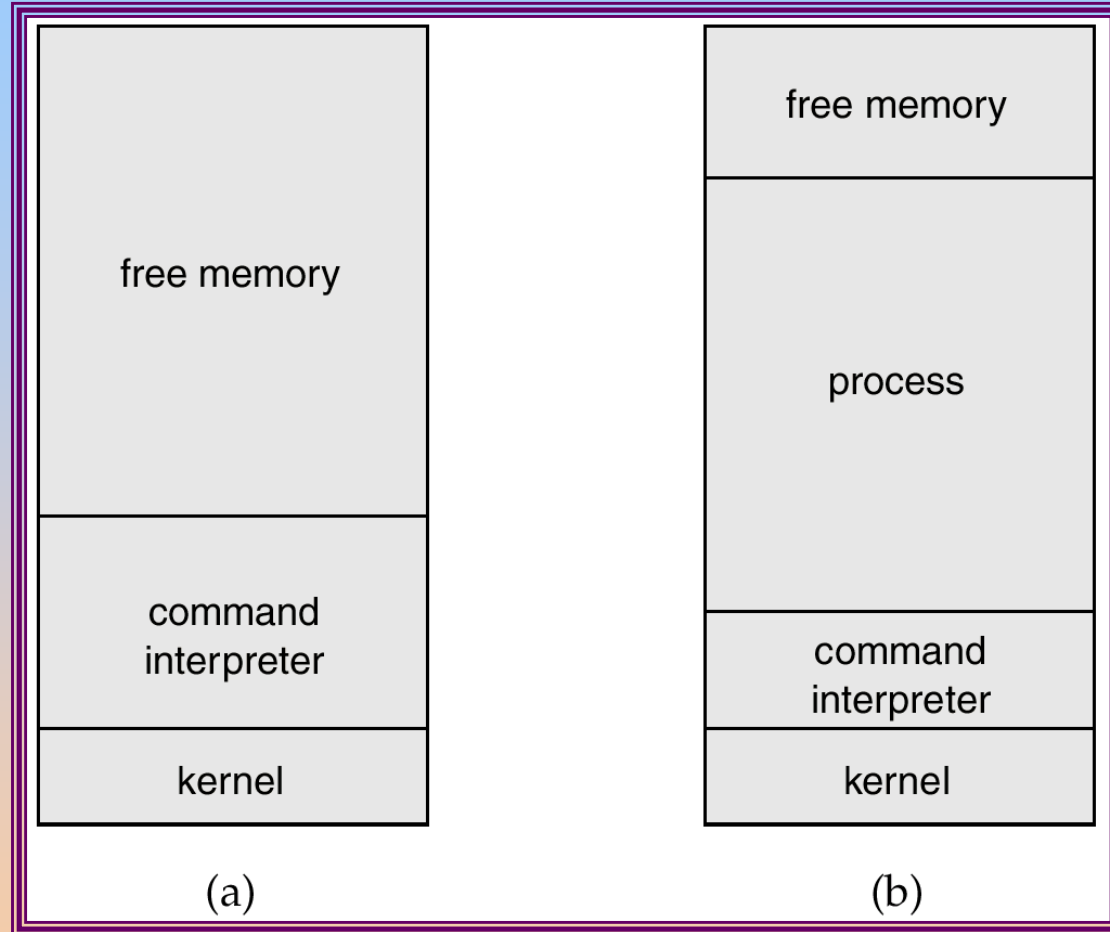 free memory
command
interpreter
kernel
(a)
free memory
process
command
interpreter
kernel
(b)